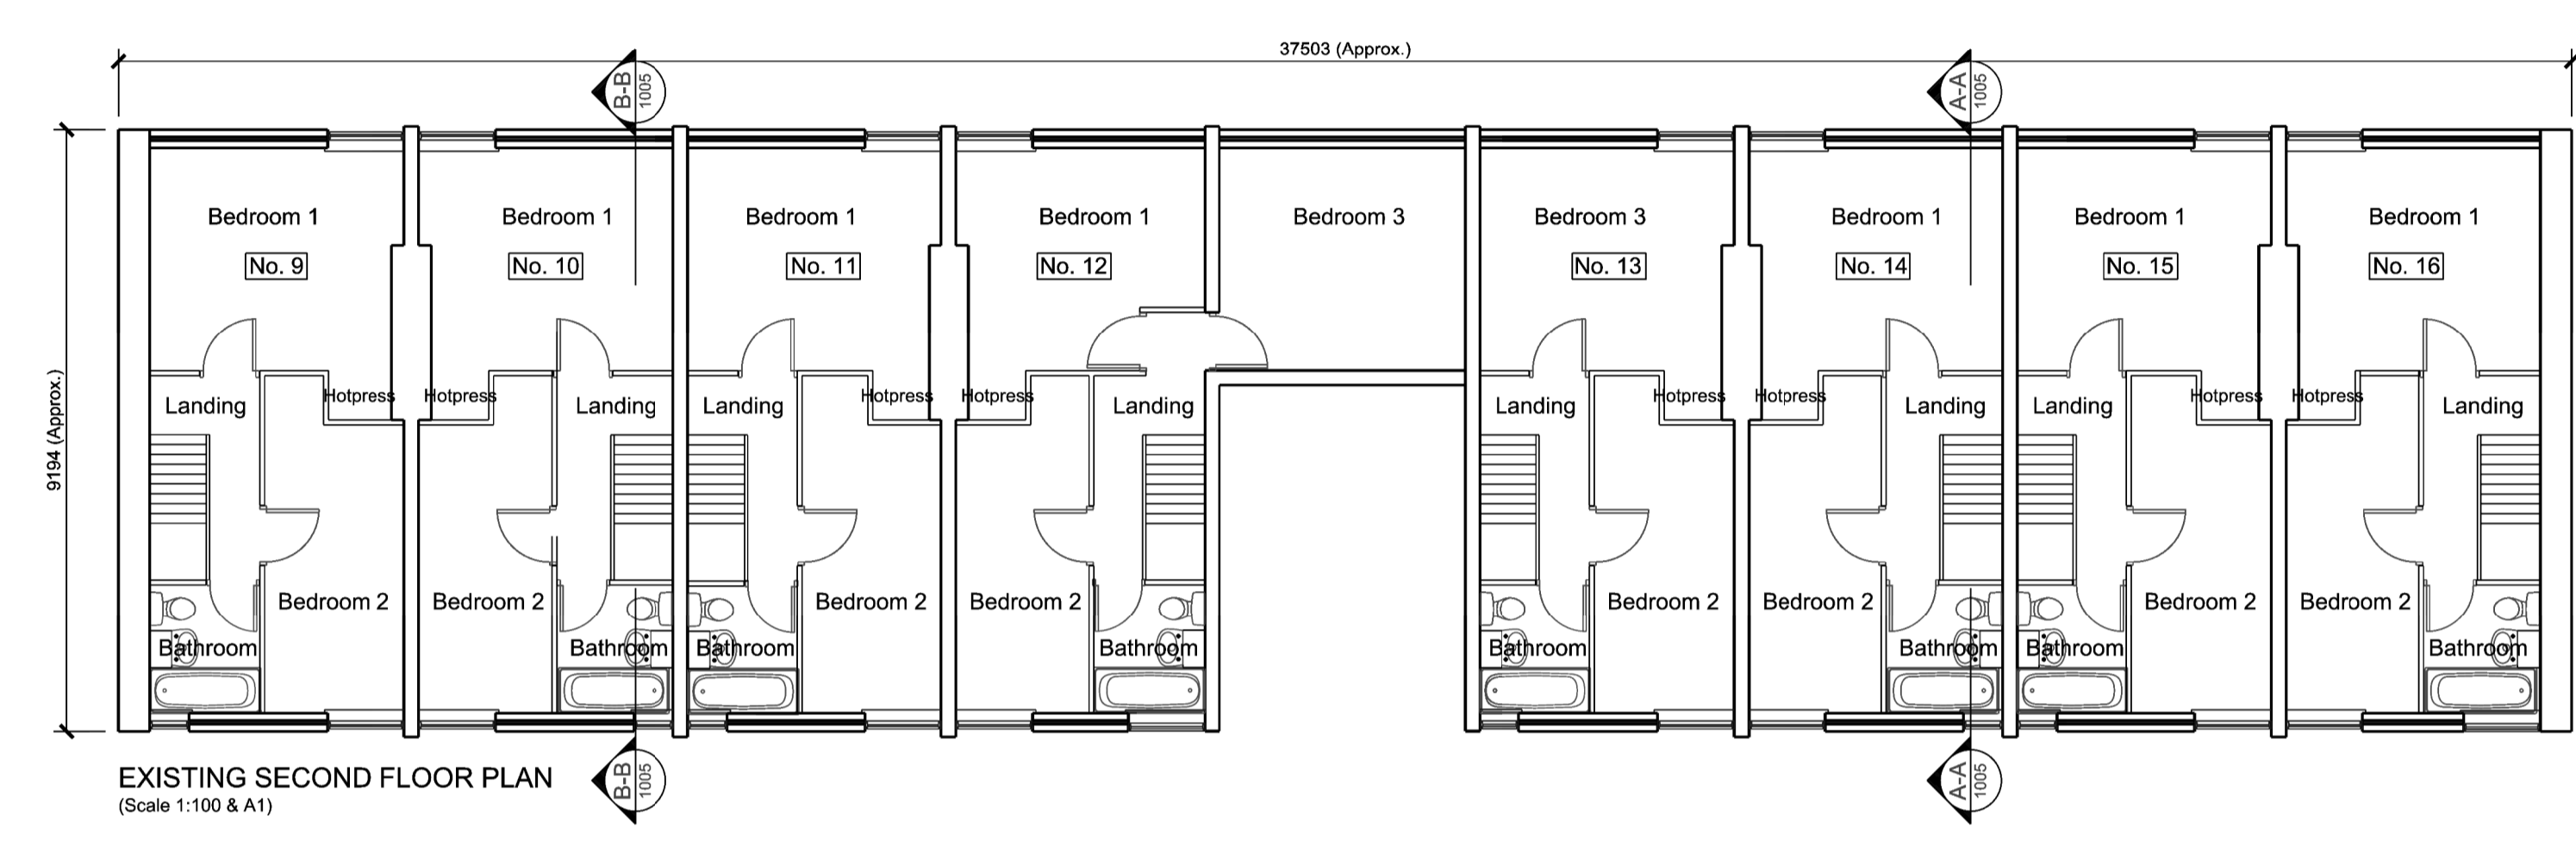 37503 (Approx.)
B-B
1005
A-A
1005
9194 (Approx.)
Bedroom 1
Bedroom 1
Bedroom 1
Bedroom 1
Bedroom 3
Bedroom 3
Bedroom 1
Bedroom 1
Bedroom 1
No. 9
No. 10
No. 11
No. 12
No. 13
No. 14
No. 15
No. 16
Hotpress
Hotpress
Hotpress
Hotpress
Hotpress
Hotpress
Hotpress
Hotpress
Landing
Landing
Landing
Landing
Landing
Landing
Landing
Landing
Bedroom 2
Bedroom 2
Bedroom 2
Bedroom 2
Bedroom 2
Bedroom 2
Bedroom 2
Bedroom 2
Bathroom
Bathroom
Bathroom
Bathroom
Bathroom
Bathroom
Bathroom
Bathroom
EXISTING SECOND FLOOR PLAN
(Scale 1:100 & A1)
B-B
1005
A-A
1005